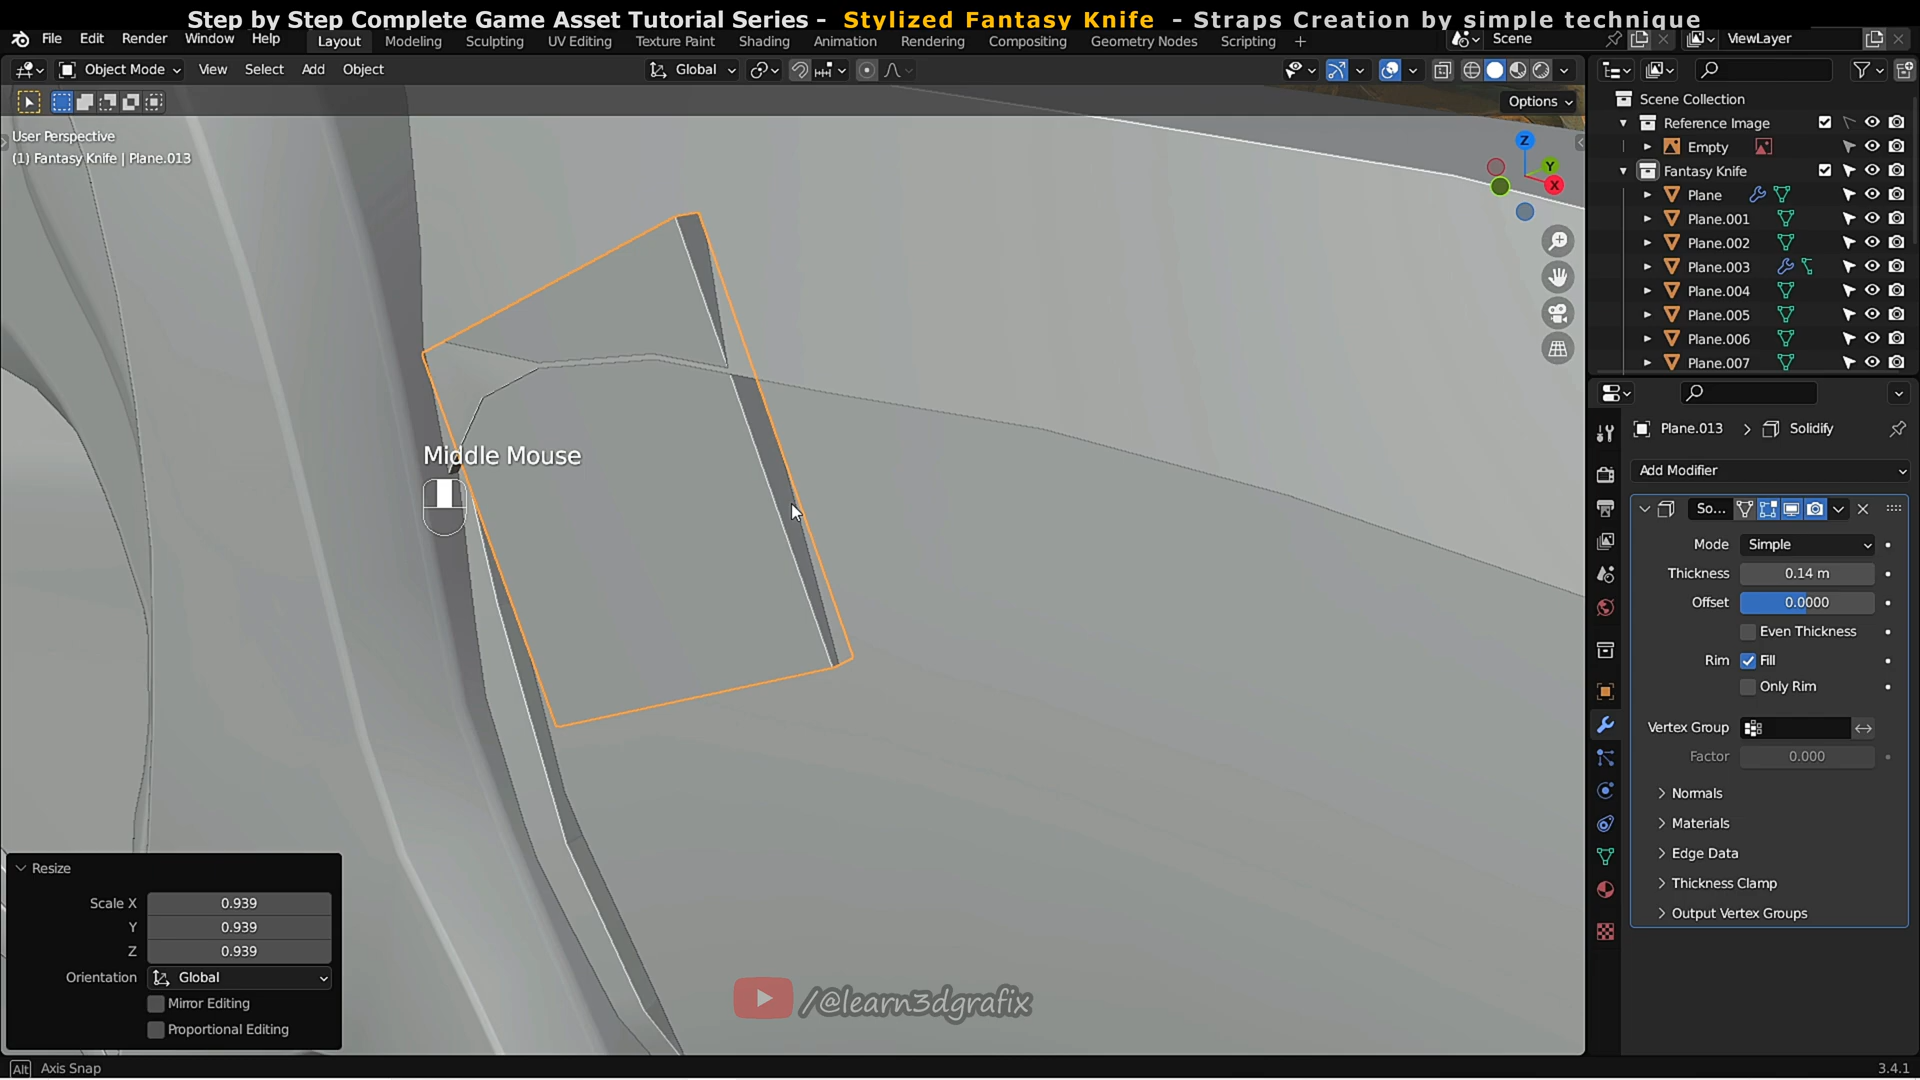 Step by Step Complete Game Asset Tutorial Series - Stylized Fantasy Knife - Straps Creation by simple technique
File Edit Render Window Help Layout Modeling Sculpting UV Editing Texture Paint Shading Animation Rendering Compositing Geometry Nodes Scripting + Scene ViewLayer
Object Mode View Select Add Object Global
Options
User Perspective
(1) Fantasy Knife | Plane.013
Z
Y
X
Scene Collection
Reference Image
Empty
Fantasy Knife
Plane
Plane.001
Plane.002
Plane.003
Plane.004
Plane.005
Plane.006
Plane.007
Plane.013 > Solidify
Add Modifier
So...
Mode Simple
Thickness 0.14 m
Offset 0.0000
Even Thickness
Rim Fill
Only Rim
Vertex Group
Factor 0.000
Normals
Materials
Edge Data
Thickness Clamp
Output Vertex Groups
Middle Mouse
Resize
Scale X 0.939
Y 0.939
Z 0.939
Orientation Global
Mirror Editing
Proportional Editing
/@learn3dgrafix
Alt Axis Snap
3.4.1